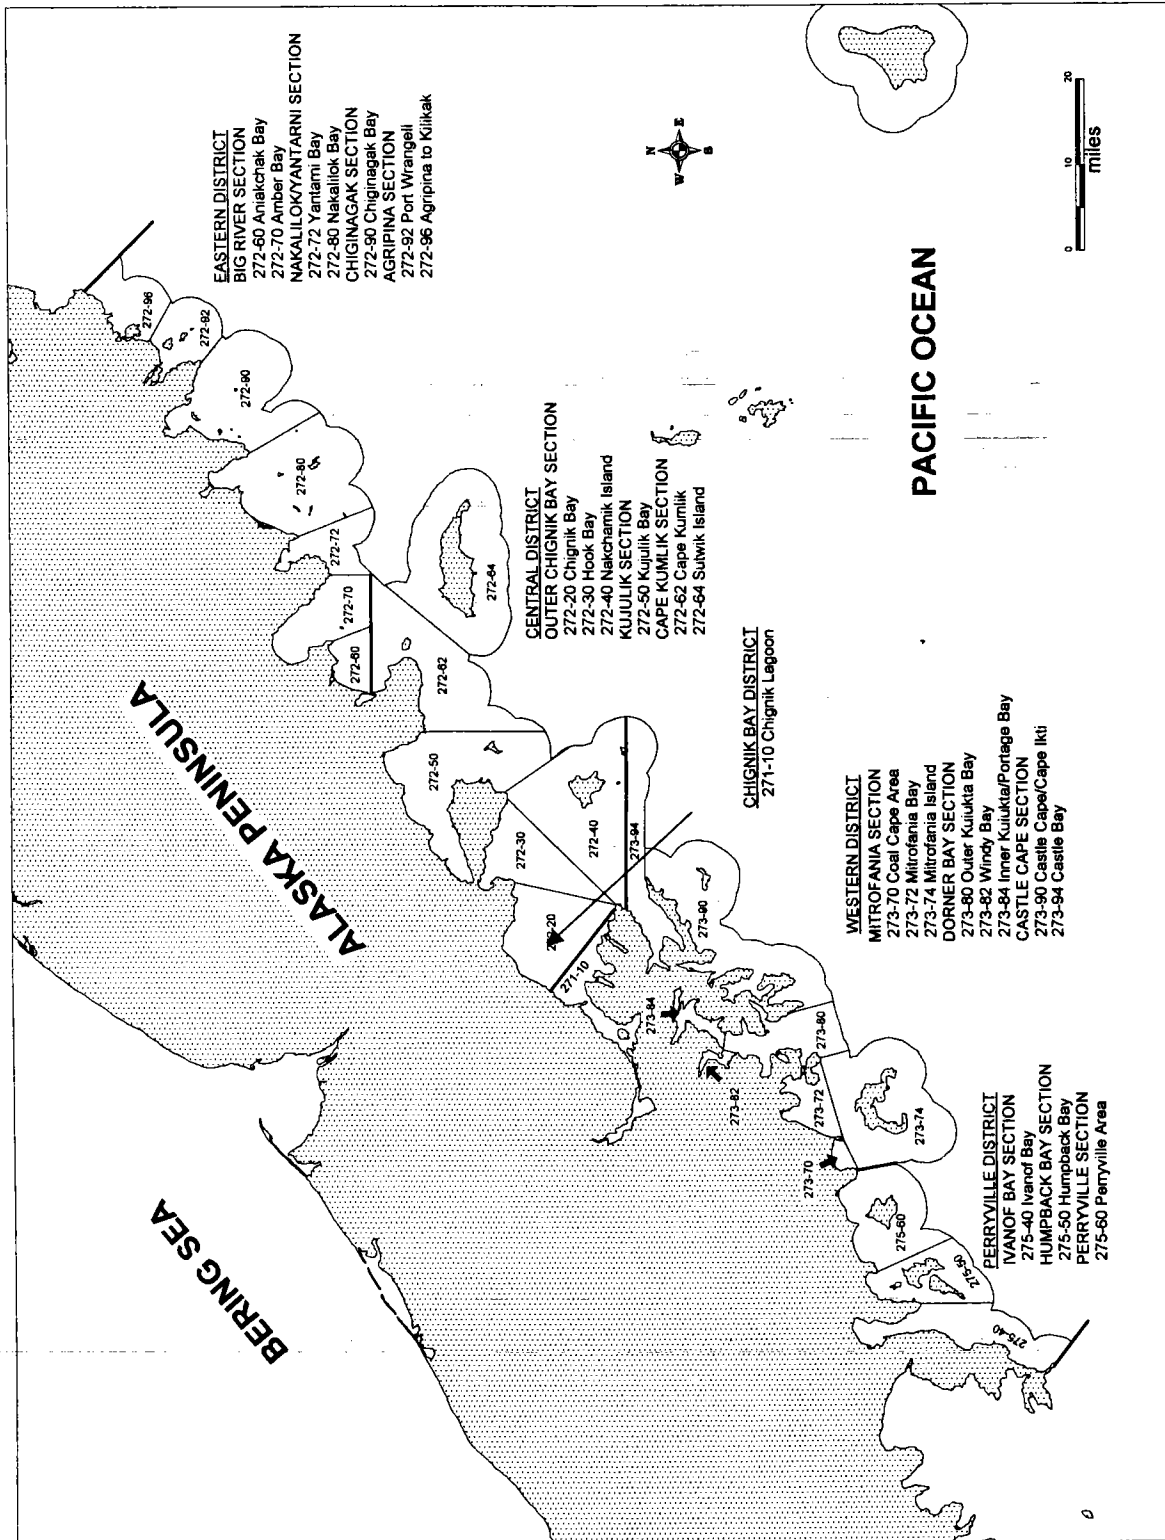 BERING SEA
ALASKA PENINSULA
PACIFIC OCEAN
EASTERN DISTRICT
BIG RIVER SECTION
272-60 Aniakchak Bay
272-70 Amber Bay
NAKALILOK/YANTARNI SECTION
272-72 Yantarni Bay
272-80 Nakalilok Bay
CHIGINAGAK SECTION
272-90 Chiginagak Bay
AGRIPINA SECTION
272-92 Port Wrangell
272-96 Agripina to Kilikak
CENTRAL DISTRICT
OUTER CHIGNIK BAY SECTION
272-20 Chignik Bay
272-30 Hook Bay
272-40 Nakchamik Island
KUJULIK SECTION
272-50 Kujulik Bay
CAPE KUMLIK SECTION
272-62 Cape Kumlik
272-64 Sutwik Island
CHIGNIK BAY DISTRICT
271-10 Chignik Lagoon
WESTERN DISTRICT
MITROFANIA SECTION
273-70 Coal Cape Area
273-72 Mitrofania Bay
273-74 Mitrofania Island
DORNER BAY SECTION
273-80 Outer Kuiukta Bay
273-82 Windy Bay
273-84 Inner Kuiukta/Portage Bay
CASTLE CAPE SECTION
273-90 Castle Cape/Cape Ikti
273-94 Castle Bay
PERRYVILLE DISTRICT
IVANOF BAY SECTION
275-40 Ivanof Bay
HUMPBACK BAY SECTION
275-50 Humpback Bay
PERRYVILLE SECTION
275-60 Perryville Area
272-96
272-92
272-90
272-80
272-72
272-70
272-60
272-64
272-62
272-50
272-30
272-40
272-20
271-10
273-94
273-90
273-84
273-82
273-80
273-72
273-74
273-70
275-60
275-50
275-40
N
W E
S
0 10 20
miles